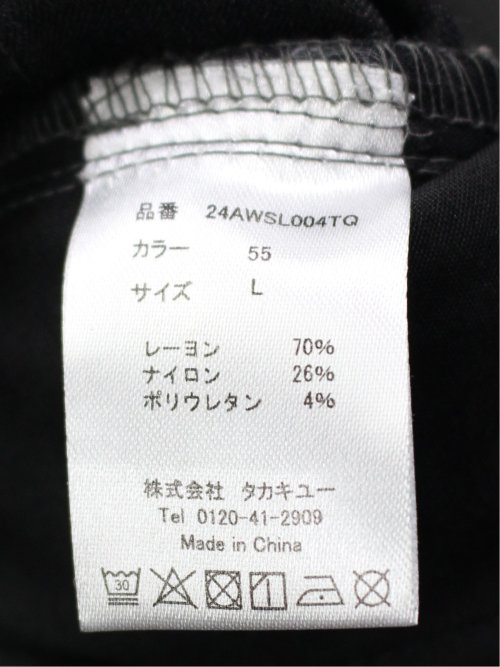 品番 24AWSL004TQ
カラー 55
サイズ L
レーヨン 70%
ナイロン 26%
ポリウレタン 4%
株式会社 タカキユー
Tel 0120-41-2909
Made in China
30